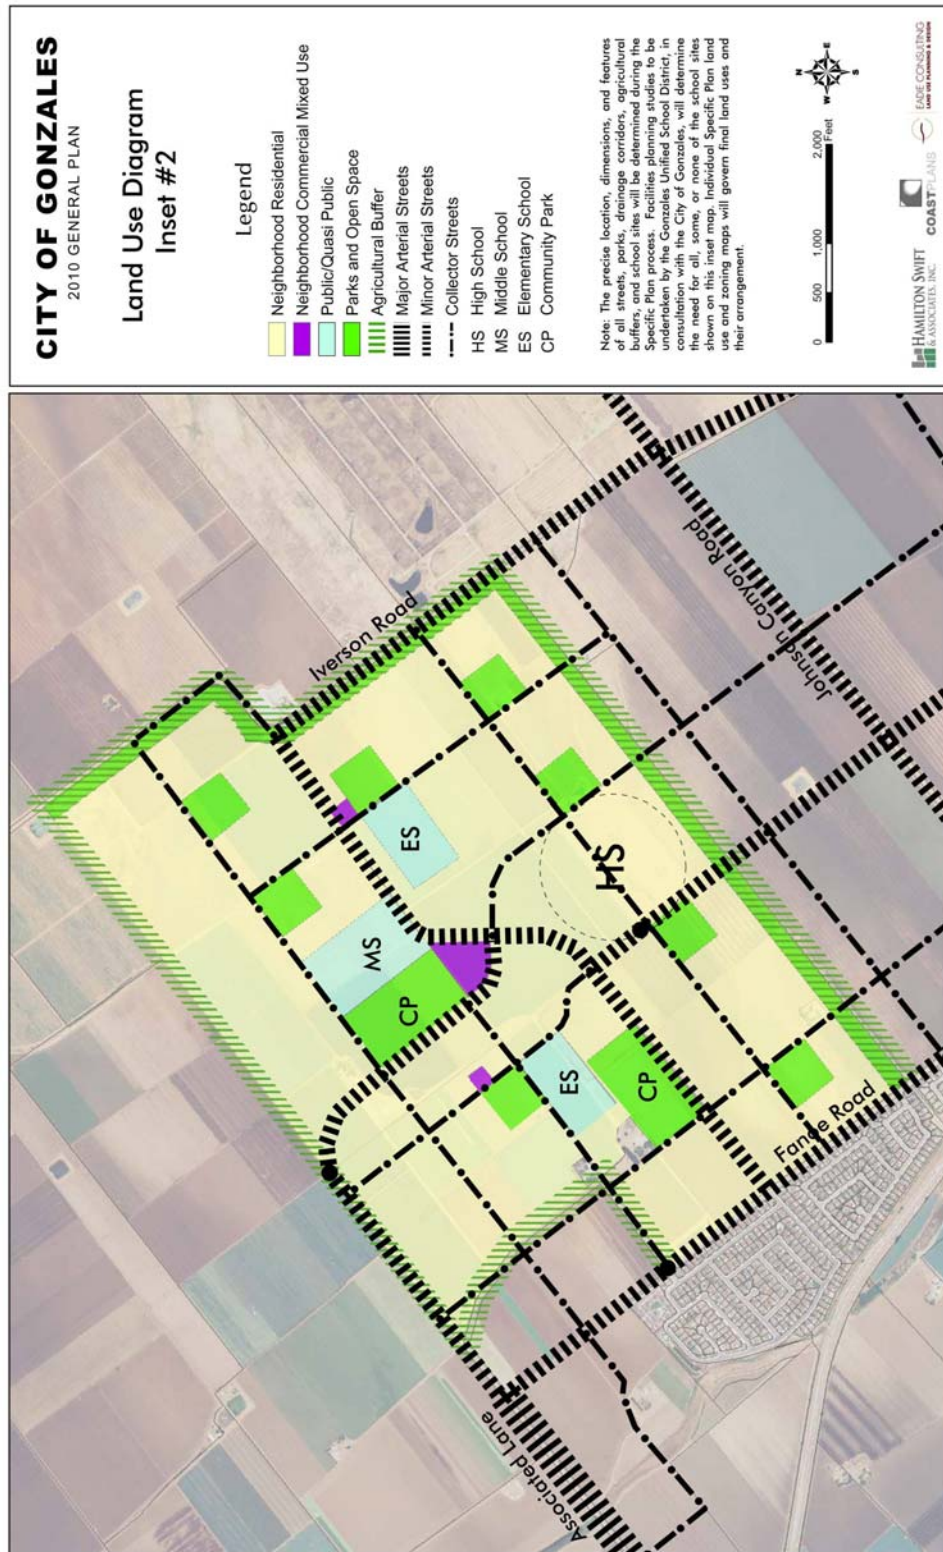 CITY OF GONZALES
2010 GENERAL PLAN
Land Use Diagram
Inset #2
Legend
Neighborhood Residential
Neighborhood Commercial Mixed Use
Public/Quasi Public
Parks and Open Space
Agricultural Buffer
Major Arterial Streets
Minor Arterial Streets
Collector Streets
HS High School
MS Middle School
ES Elementary School
CP Community Park
Note: The precise location, dimensions, and features
of all streets, parks, drainage corridors, agricultural
buffers, and school sites will be determined during the
Specific Plan process. Facilities planning studies to be
undertaken by the Gonzales Unified School District, in
consultation with the City of Gonzales, will determine
the need for all, some, or none of the school sites
shown on this inset map. Individual Specific Plan land
use and zoning maps will govern final land uses and
their arrangement.
0 500 1,000 2,000
Feet
N
W E
S
HAMILTON SWIFT
& ASSOCIATES, INC.
COASTPLANS
EADIE CONSULTING
LAND USE PLANNING & DESIGN
Iverson Road
Johnson Canyon Road
ES
MS
CP
HS
ES
CP
Fanoe Road
Associated Lane